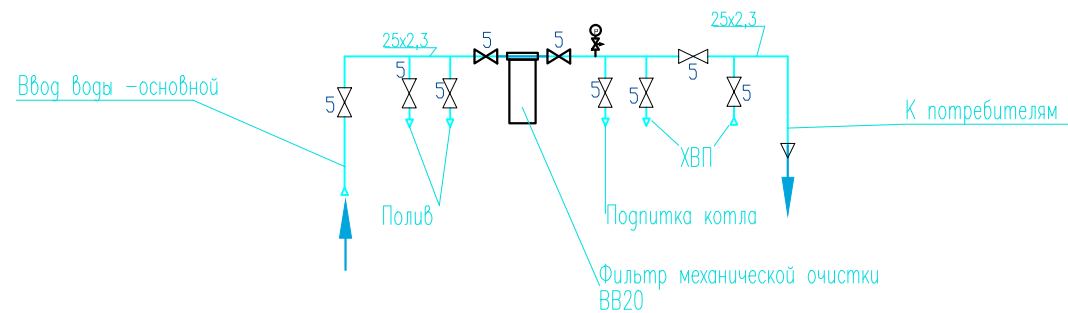 25x2,3
25x2,3
5
5
P
5
5
5
5
5
5
5
5
Ввод воды -основной
К потребителям
ХВП
Полив
Подпитка котла
Фильтр механической очистки
ВВ20